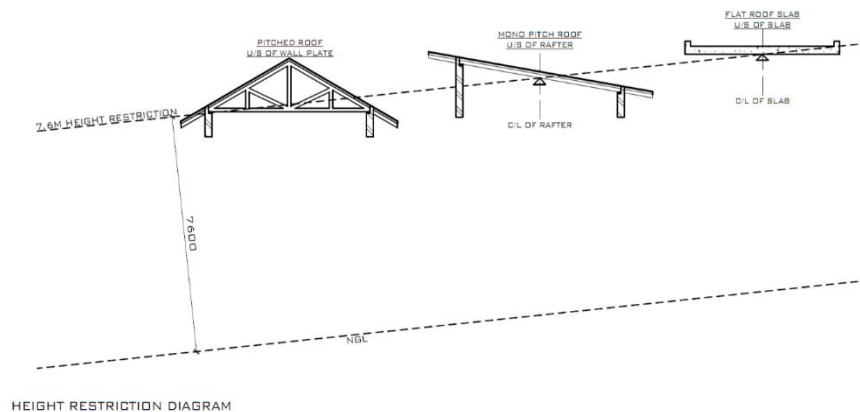 FLAT ROOF SLAB
U/S OF SLAB
MONO PITCH ROOF
U/S OF RAFTER
PITCHED ROOF
U/S OF WALL PLATE
C/L OF SLAB
C/L OF RAFTER
7.6M HEIGHT RESTRICTION
7600
NGL
HEIGHT RESTRICTION DIAGRAM